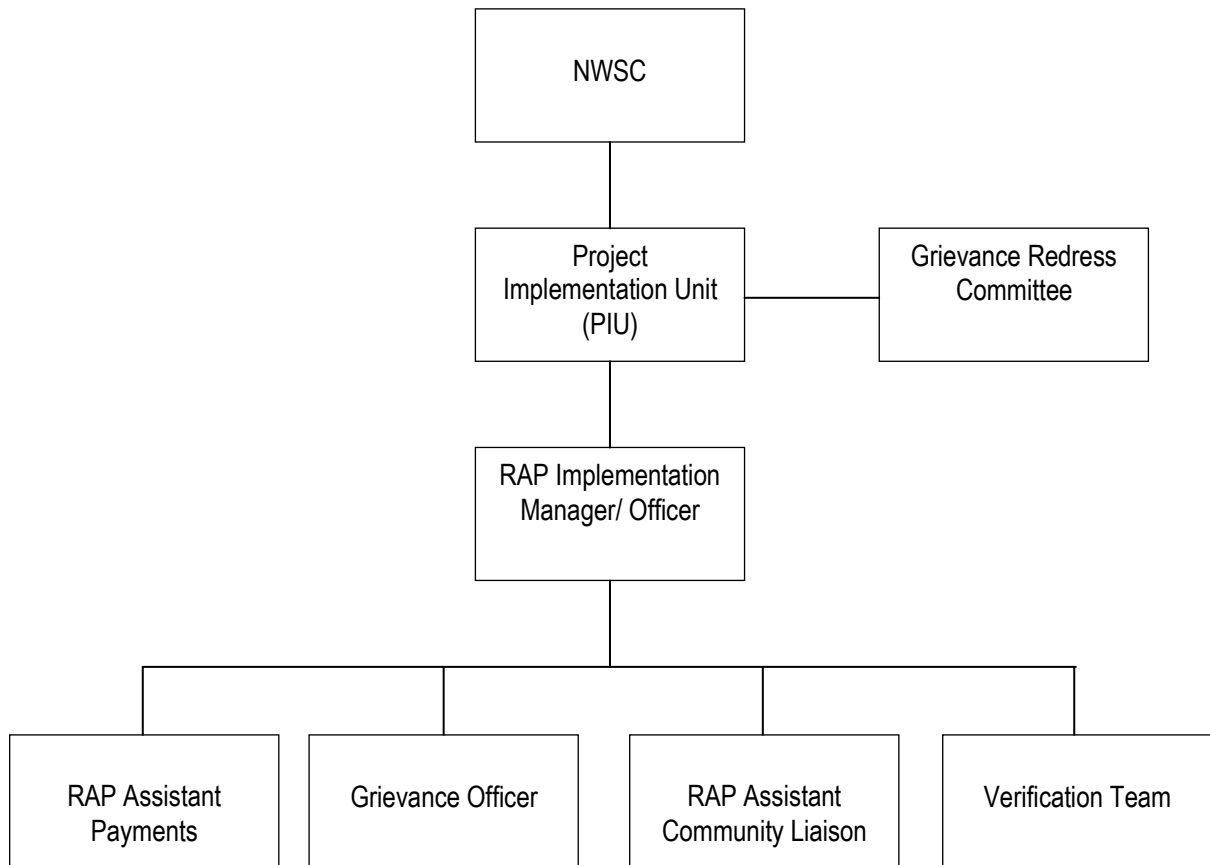 NWSC
Project
Implementation Unit
(PIU)
Grievance Redress
Committee
RAP Implementation
Manager/ Officer
RAP Assistant
Payments
Grievance Officer
RAP Assistant
Community Liaison
Verification Team